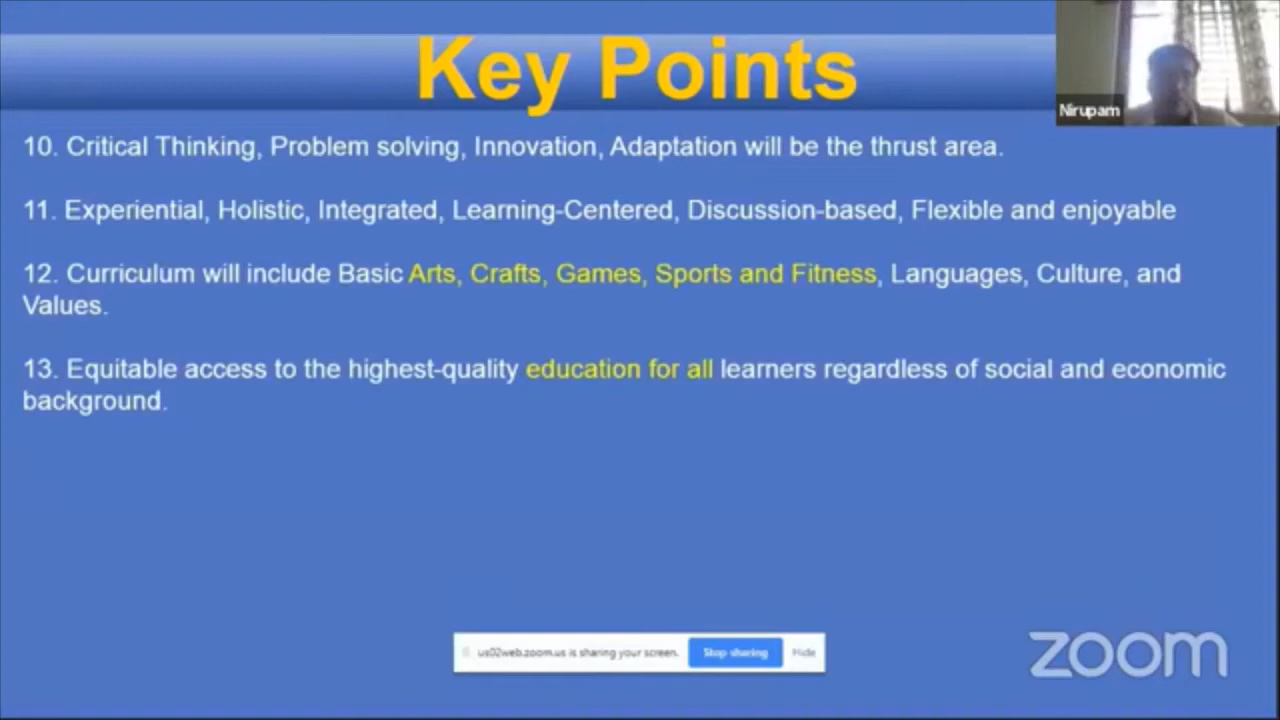 Key Points
Nirupam
10. Critical Thinking, Problem solving, Innovation, Adaptation will be the thrust area.
11. Experiential, Holistic, Integrated, Learning-Centered, Discussion-based, Flexible and enjoyable
12. Curriculum will include Basic Arts, Crafts, Games, Sports and Fitness, Languages, Culture, and
Values.
13. Equitable access to the highest-quality education for all learners regardless of social and economic
background.
us02web.zoom.us is sharing your screen. Stop sharing Hide
zoom